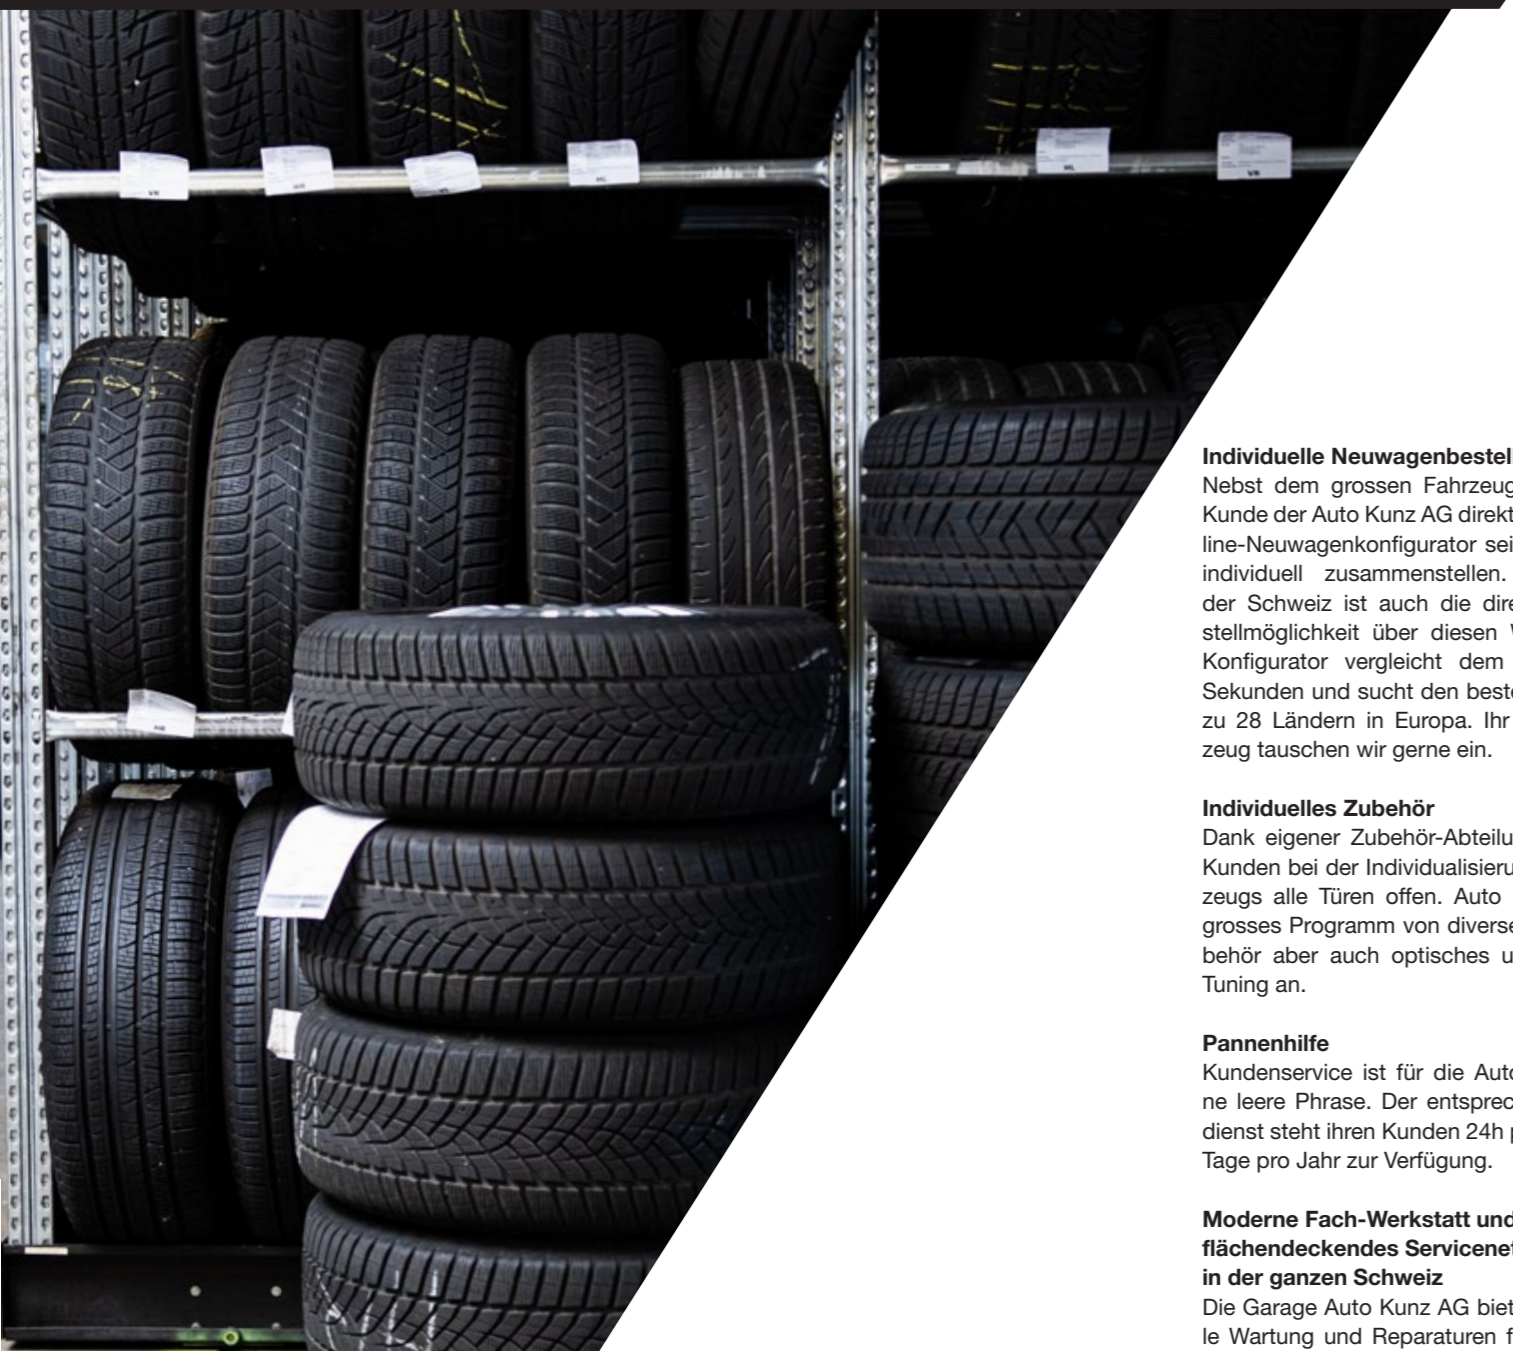 Individuelle Neuwagenbestell
Nebst dem grossen Fahrzeug
Kunde der Auto Kunz AG direkt
line-Neuwagenkonfigurator sei
individuell zusammenstellen.
der Schweiz ist auch die dire
stellmöglichkeit über diesen W
Konfigurator vergleicht dem
Sekunden und sucht den beste
zu 28 Ländern in Europa. Ihr
zeug tauschen wir gerne ein.
Individuelles Zubehör
Dank eigener Zubehör-Abteilu
Kunden bei der Individualisieru
zeugs alle Türen offen. Auto
grosses Programm von diverse
behör aber auch optisches u
Tuning an.
Pannenhilfe
Kundenservice ist für die Auto
ne leere Phrase. Der entsprec
dienst steht ihren Kunden 24h p
Tage pro Jahr zur Verfügung.
Moderne Fach-Werkstatt und
flächendeckendes Servicenet
in der ganzen Schweiz
Die Garage Auto Kunz AG biet
le Wartung und Reparaturen f